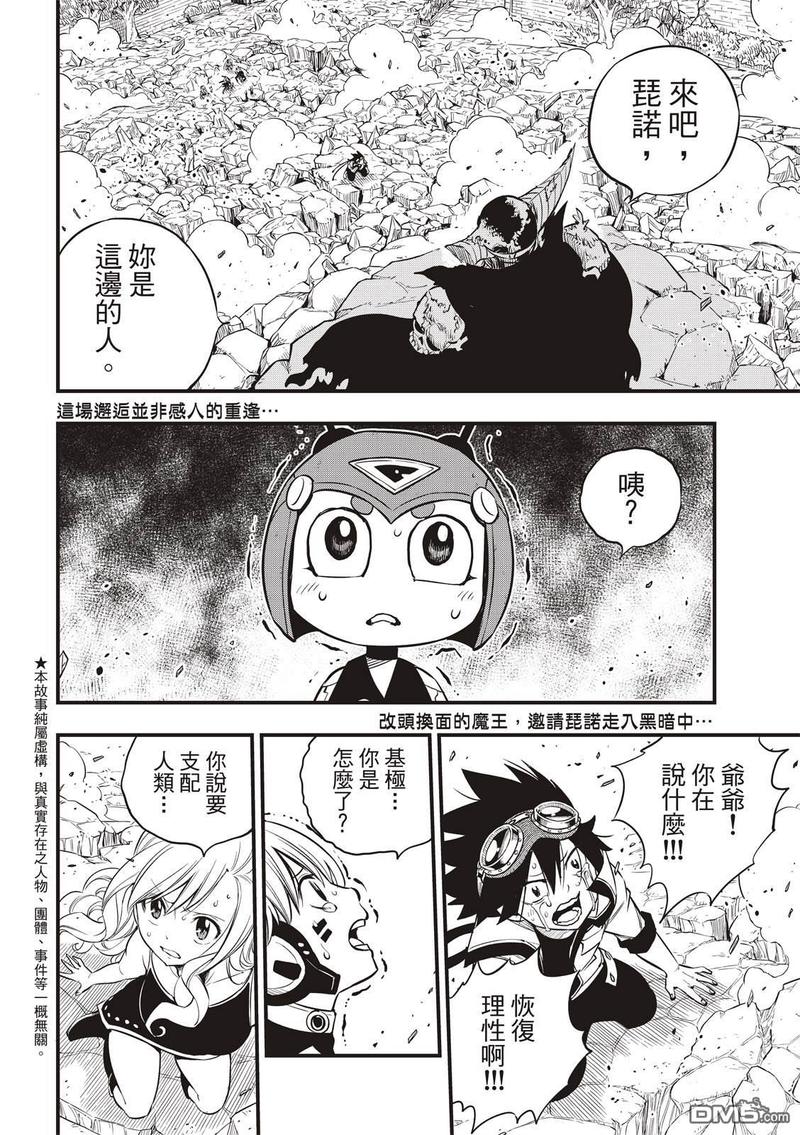 來吧，
琵諾，
妳是
這邊的人。
這場邂逅並非感人的重逢…
咦？
改頭換面的魔王，邀請琵諾走入黑暗中…
爺爺！
你在
說什麼!!!
恢復
理性啊!!!
基極…
你是
怎麼了？
你說要
支配
人類…
★本故事純屬虛構，與真實存在之人物、團體、事件等一概無關。
DM5.com